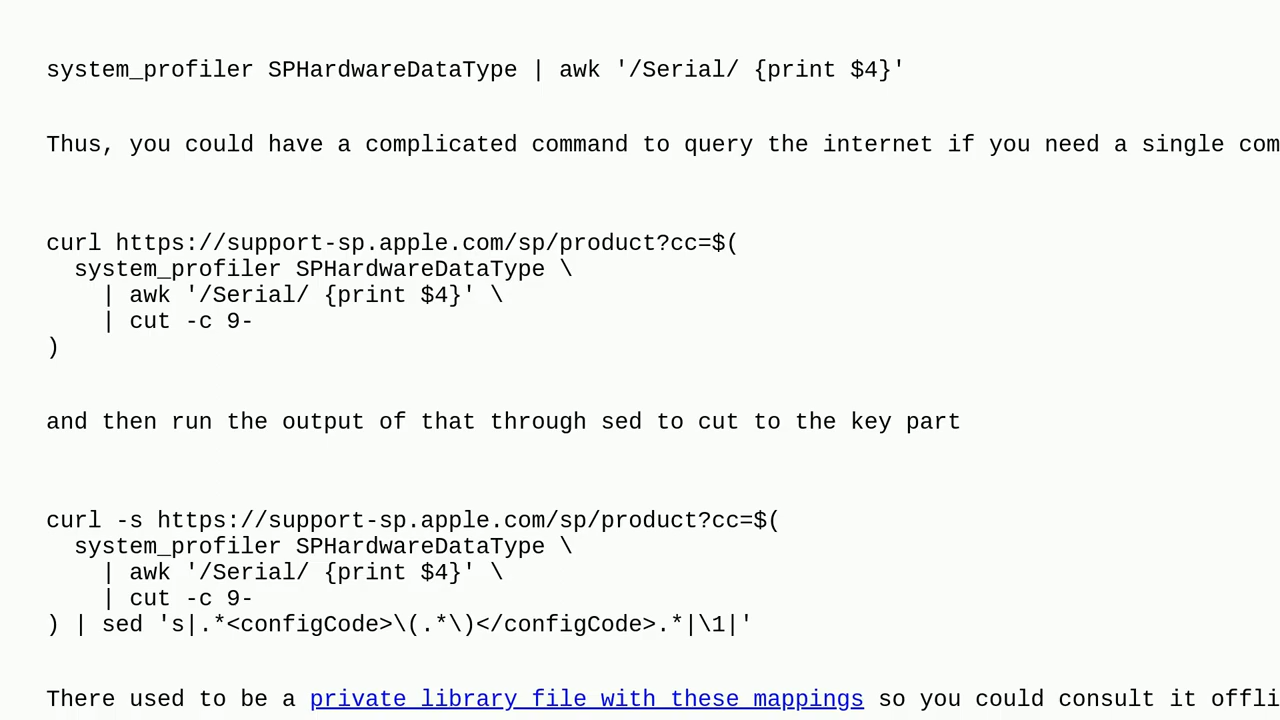 system_profiler SPHardwareDataType | awk '/Serial/ {print $4}'
Thus, you could have a complicated command to query the internet if you need a single com
curl https://support-sp.apple.com/sp/product?cc=$(
  system_profiler SPHardwareDataType \
    | awk '/Serial/ {print $4}' \
    | cut -c 9-
)
and then run the output of that through sed to cut to the key part
curl -s https://support-sp.apple.com/sp/product?cc=$(
  system_profiler SPHardwareDataType \
    | awk '/Serial/ {print $4}' \
    | cut -c 9-
) | sed 's|.*<configCode>\(.*\)</configCode>.*|\1|'
There used to be a private library file with these mappings so you could consult it offli